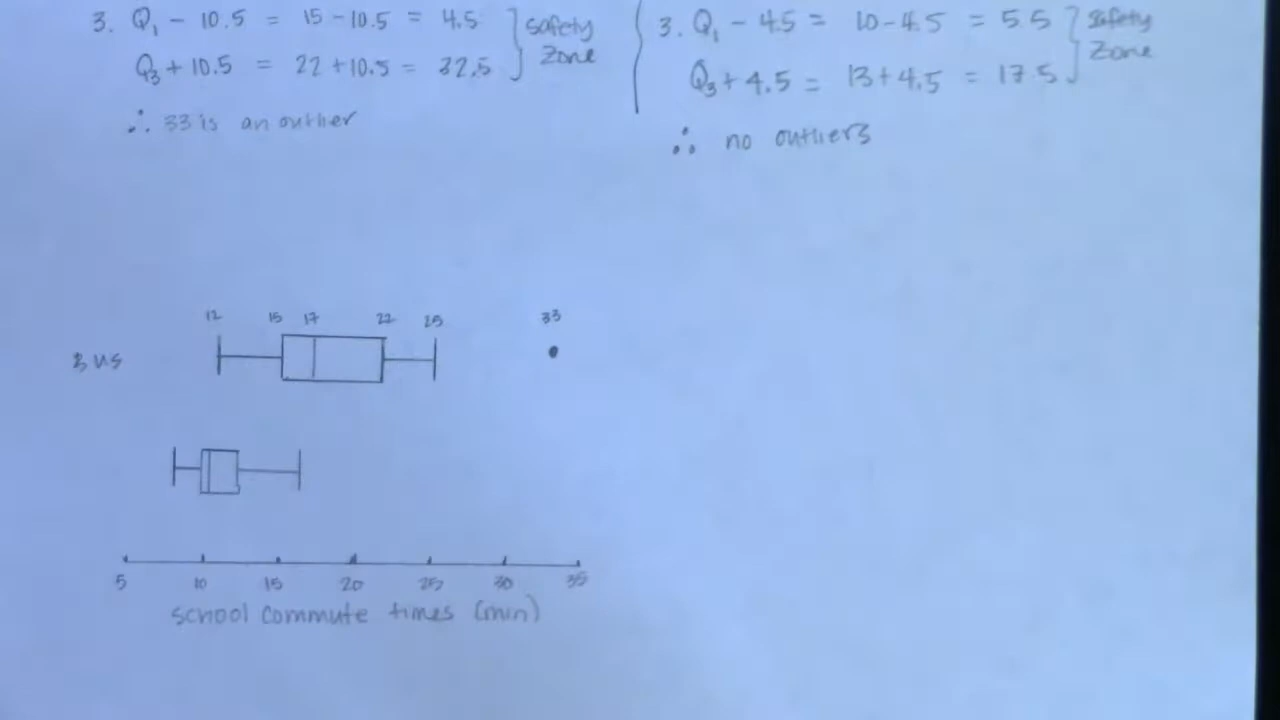 3. Q₁ - 10.5 = 15 - 10.5 = 4.5
Q₃ + 10.5 = 22 + 10.5 = 32.5
Safety
Zone
∴ 33 is an outlier
3. Q₁ - 4.5 = 10 - 4.5 = 5.5
Q₃ + 4.5 = 13 + 4.5 = 17.5
Safety
Zone
∴ no outliers
12 15 17 22 25 33
Bus
5 10 15 20 25 30 35
school commute times (min)